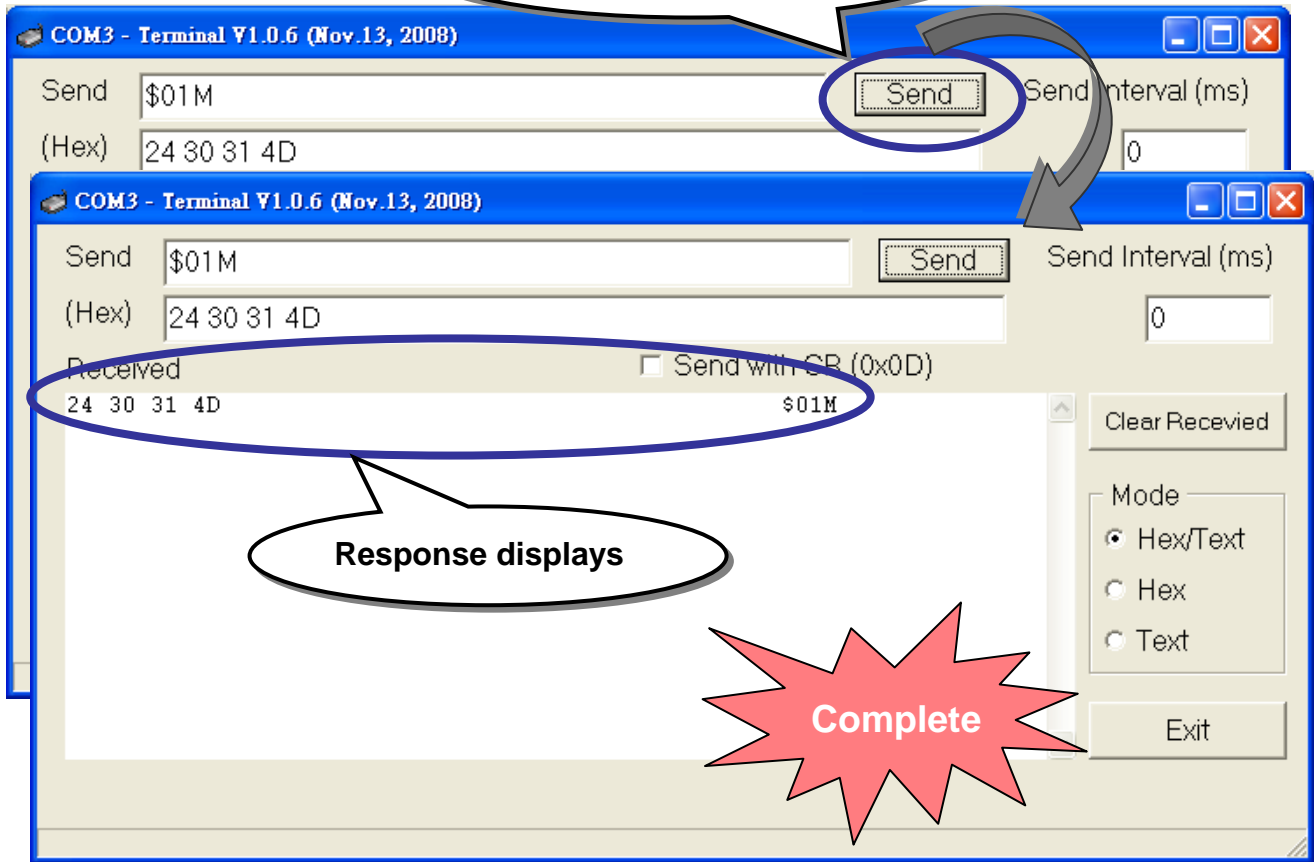 COM3 - Terminal V1.0.6 (Nov.13, 2008)
Send $01M Send Send Interval (ms)
(Hex) 24 30 31 4D 0
COM3 - Terminal V1.0.6 (Nov.13, 2008)
Send $01M Send Send Interval (ms)
(Hex) 24 30 31 4D 0
Received Send with CR (0x0D)
24 30 31 4D $01M
Clear Recevied
Mode
Hex/Text
Response displays
Hex
Text
Complete
Exit